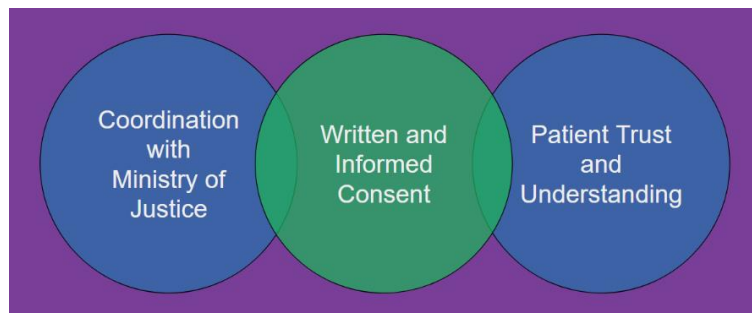 Coordination
with
Ministry of
Justice
Written and
Informed
Consent
Patient Trust
and
Understanding